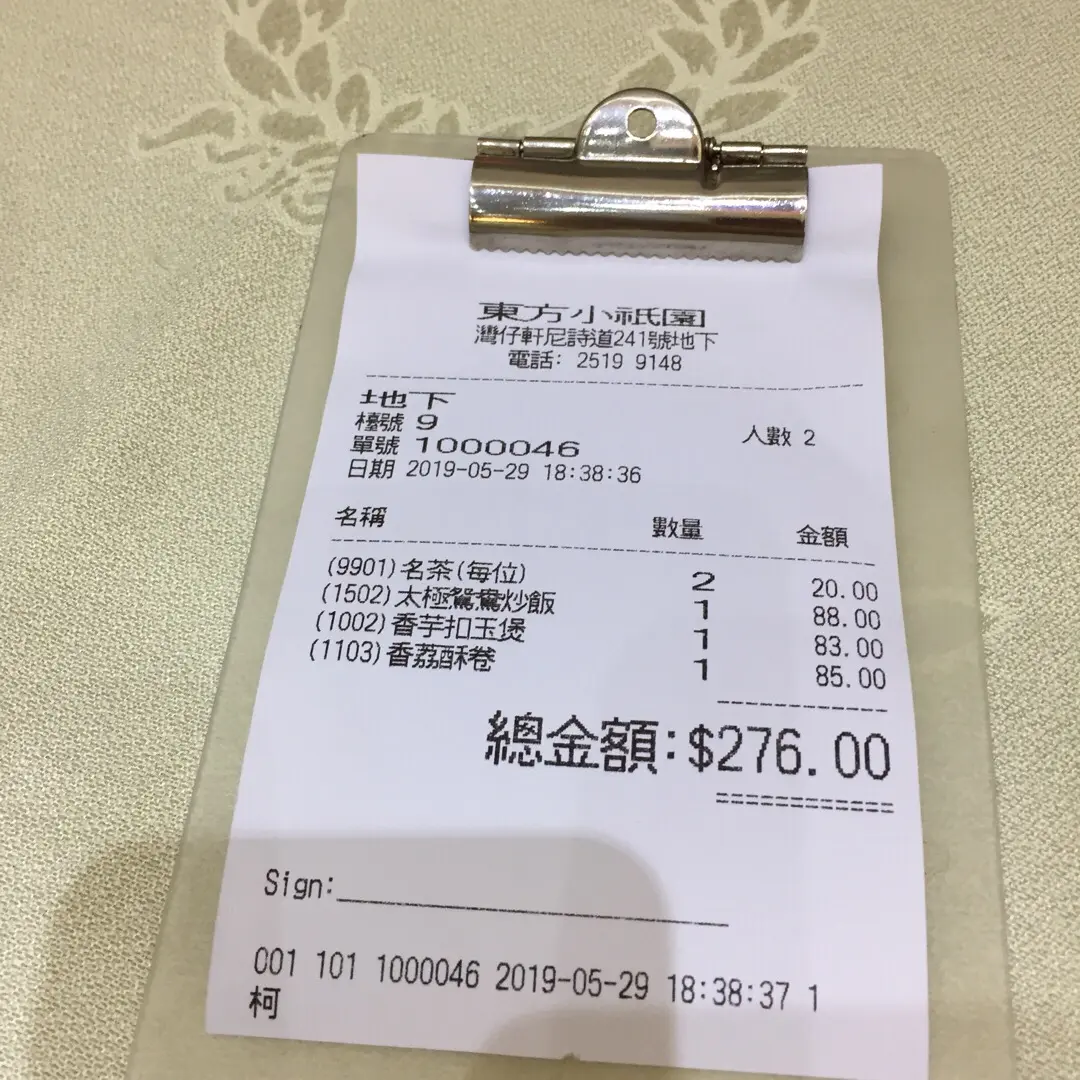 東方小祇園
灣仔軒尼詩道241號地下
電話: 2519 9148
地下
檯號 9 人數 2
單號 1000046
日期 2019-05-29 18:38:36
名稱 數量 金額
(9901)名茶(每位) 2 20.00
(1502)太極鴛鴦炒飯 1 88.00
(1002)香芋扣玉煲 1 83.00
(1103)香荔酥卷 1 85.00
總金額:$276.00
Sign:
001 101 1000046 2019-05-29 18:38:37 1
柯